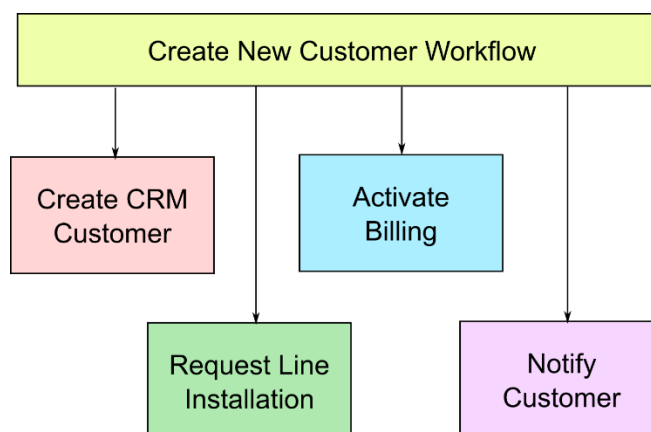 Create New Customer Workflow
Create CRM
Customer
Activate
Billing
Request Line
Installation
Notify
Customer